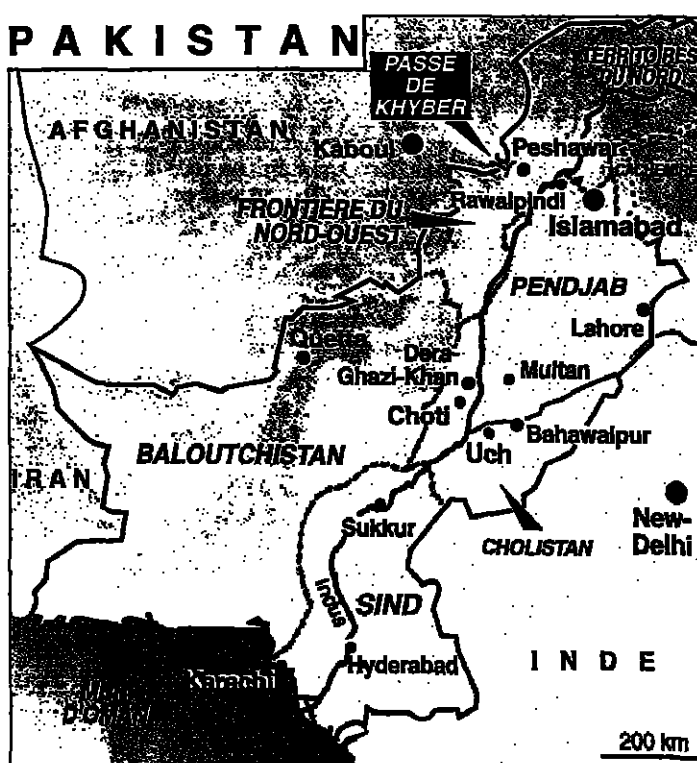 PAKISTAN
PASSE
DE
KHYBER
TERRITOIRES
DU NORD
AFGHANISTAN
Kaboul
Peshawar
Rawalpindi
Islamabad
FRONTIERE DU
NORD-OUEST
PENDJAB
Lahore
Quetta
Dera-
Ghazi-Khan
Multan
Choti
Bahawalpur
Uch
BALOUTCHISTAN
IRAN
Sukkur
CHOLISTAN
New-
Delhi
Indus
SIND
Hyderabad
Karachi
INDE
D'OMAN
200 km